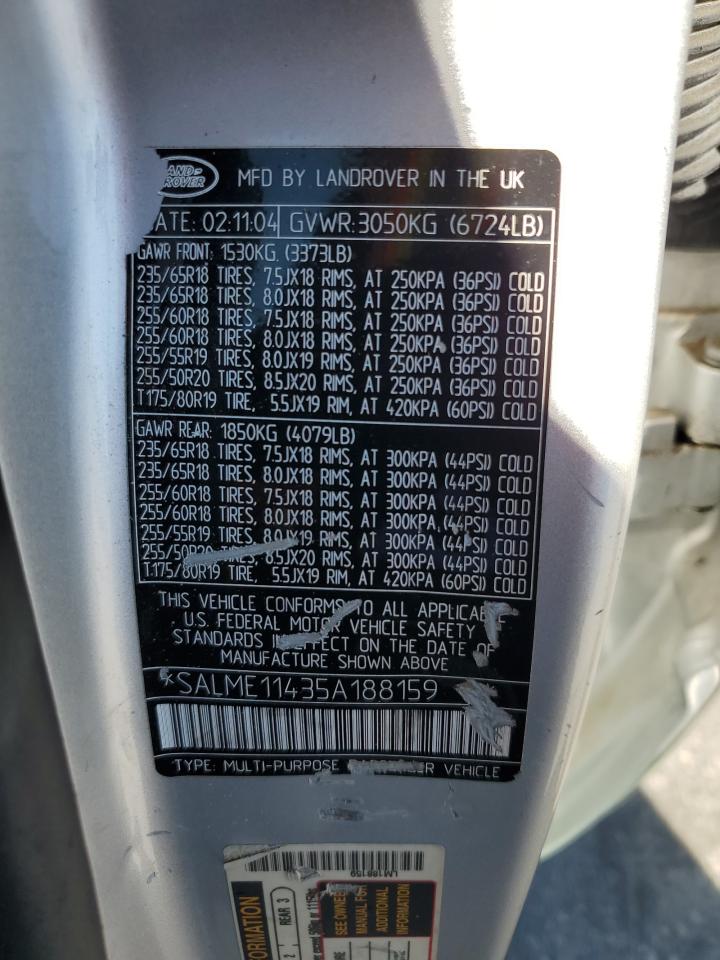 LAND-
ROVER
MFD BY LANDROVER IN THE UK
DATE: 02:11:04 GVWR:3050KG (6724LB)
GAWR FRONT: 1530KG. (3373LB)
235/65R18 TIRES, 7.5JX18 RIMS, AT 250KPA (36PSI) COLD
235/65R18 TIRES, 8.0JX18 RIMS, AT 250KPA (36PSI) COLD
255/60R18 TIRES, 7.5JX18 RIMS, AT 250KPA (36PSI) COLD
255/60R18 TIRES, 8.0JX18 RIMS, AT 250KPA (36PSI) COLD
255/55R19 TIRES, 8.0JX19 RIMS, AT 250KPA (36PSI) COLD
255/50R20 TIRES, 8.5JX20 RIMS, AT 250KPA (36PSI) COLD
T175/80R19 TIRE, 5.5JX19 RIM, AT 420KPA (60PSI) COLD
GAWR REAR: 1850KG (4079LB)
235/65R18 TIRES, 7.5JX18 RIMS, AT 300KPA (44PSI) COLD
235/65R18 TIRES, 8.0JX18 RIMS, AT 300KPA (44PSI) COLD
255/60R18 TIRES, 7.5JX18 RIMS, AT 300KPA (44PSI) COLD
255/60R18 TIRES, 8.0JX18 RIMS, AT 300KPA (44PSI) COLD
255/55R19 TIRES, 8.0JX19 RIMS, AT 300KPA (44PSI) COLD
255/50R20 TIRES, 8.5JX20 RIMS, AT 300KPA (44PSI) COLD
T.175/80R19 TIRE, 5.5JX19 RIM, AT 420KPA (60PSI) COLD
THIS VEHICLE CONFORMS TO ALL APPLICABLE
U.S. FEDERAL MOTOR VEHICLE SAFETY
STANDARDS IN EFFECT ON THE DATE OF
MANUFACTURE SHOWN ABOVE
*SALME11435A188159
TYPE: MULTI-PURPOSE PASSENGER VEHICLE
LM188159
SEE OWNER
MANUAL FOR
ADDITIONAL
INFORMATION
REAR 3
2